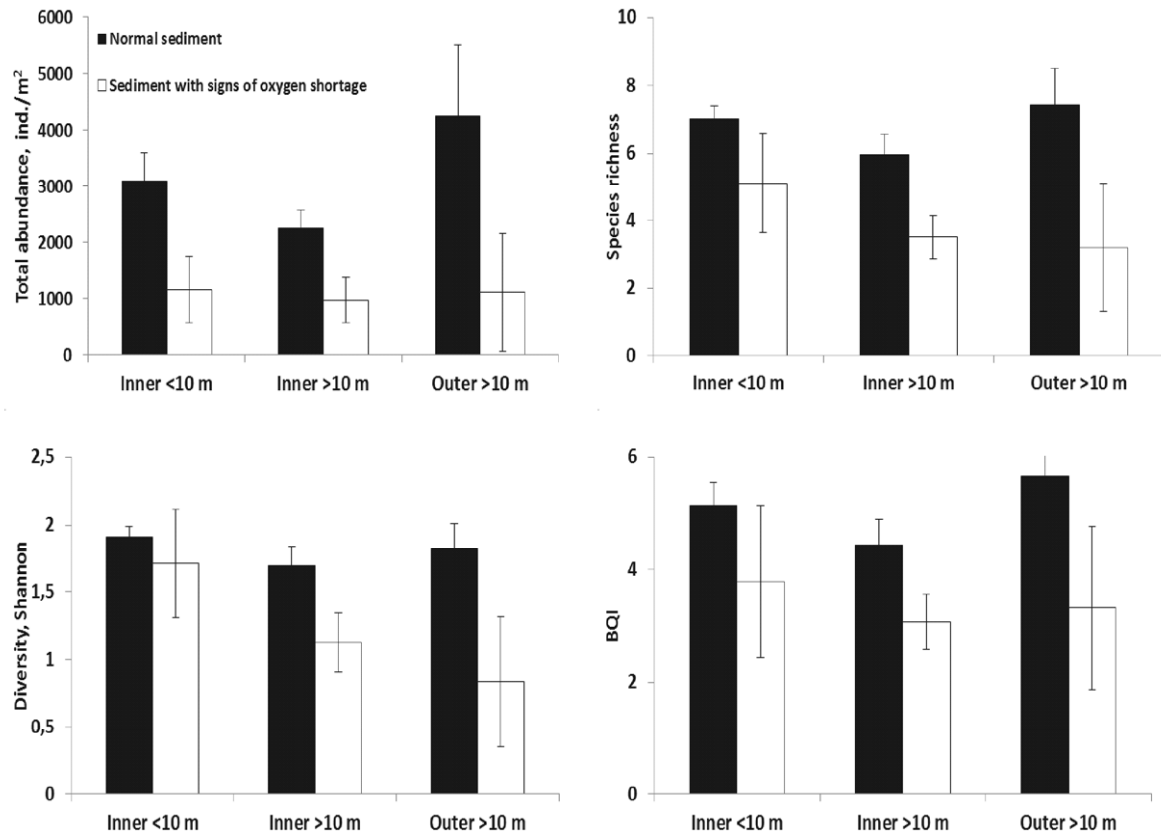 6000
5000
4000
3000
2000
1000
0
Total abundance, ind./m²
Normal sediment
Sediment with signs of oxygen shortage
Inner <10 m Inner >10 m Outer >10 m
10
8
6
4
2
0
Species richness
Inner <10 m Inner >10 m Outer >10 m
2,5
2
1,5
1
0,5
0
Diversity, Shannon
Inner <10 m Inner >10 m Outer >10 m
6
4
2
0
BQI
Inner <10 m Inner >10 m Outer >10 m